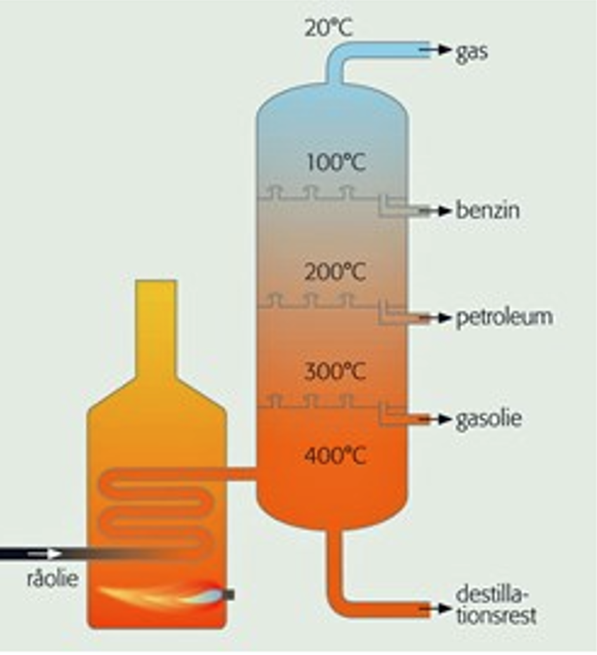 20°C
gas
100°C
benzin
200°C
petroleum
300°C
gasolie
400°C
råolie
destilla-
tionsrest